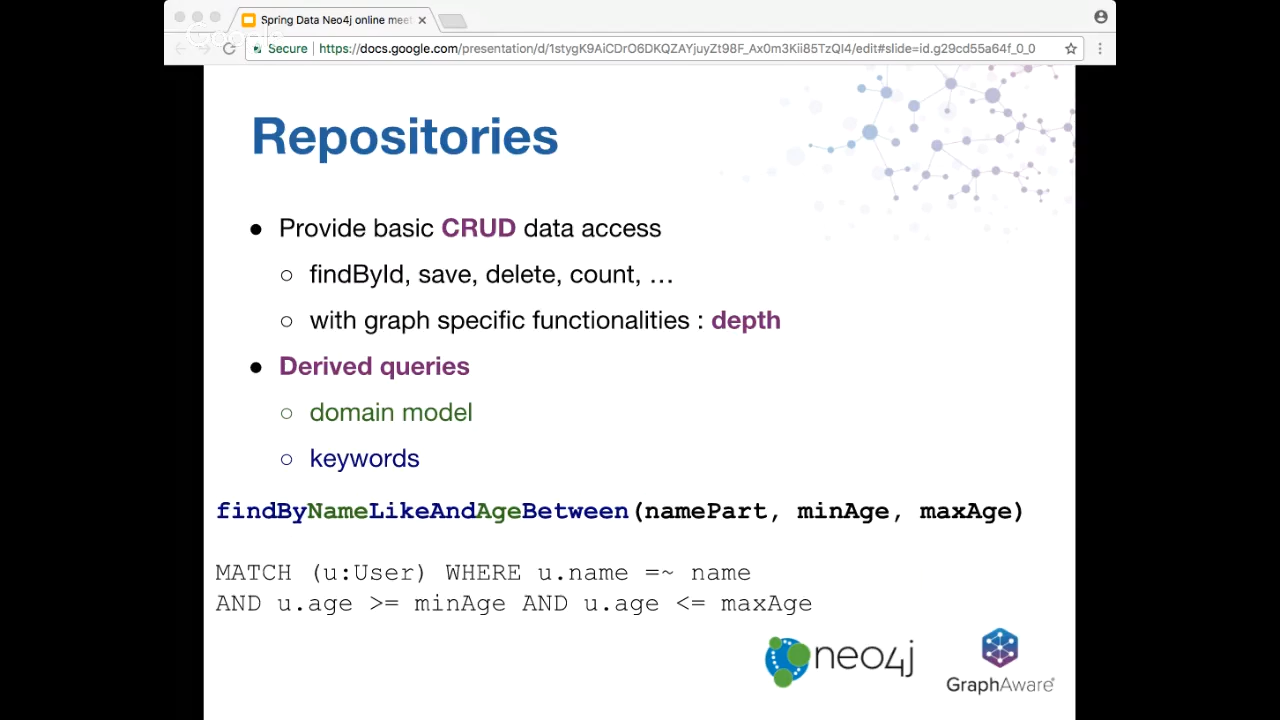 Spring Data Neo4j online meet
Google
Secure https://docs.google.com/presentation/d/1stygK9AiCDrO6DKQZAYjuyZt98F_Ax0m3Kii85TzQI4/edit#slide=id.g29cd55a64f_0_0
Repositories
● Provide basic CRUD data access
○ findById, save, delete, count, …
○ with graph specific functionalities : depth
● Derived queries
○ domain model
○ keywords
findByNameLikeAndAgeBetween(namePart, minAge, maxAge)
MATCH (u:User) WHERE u.name =~ name
AND u.age >= minAge AND u.age <= maxAge
neo4j
GraphAware